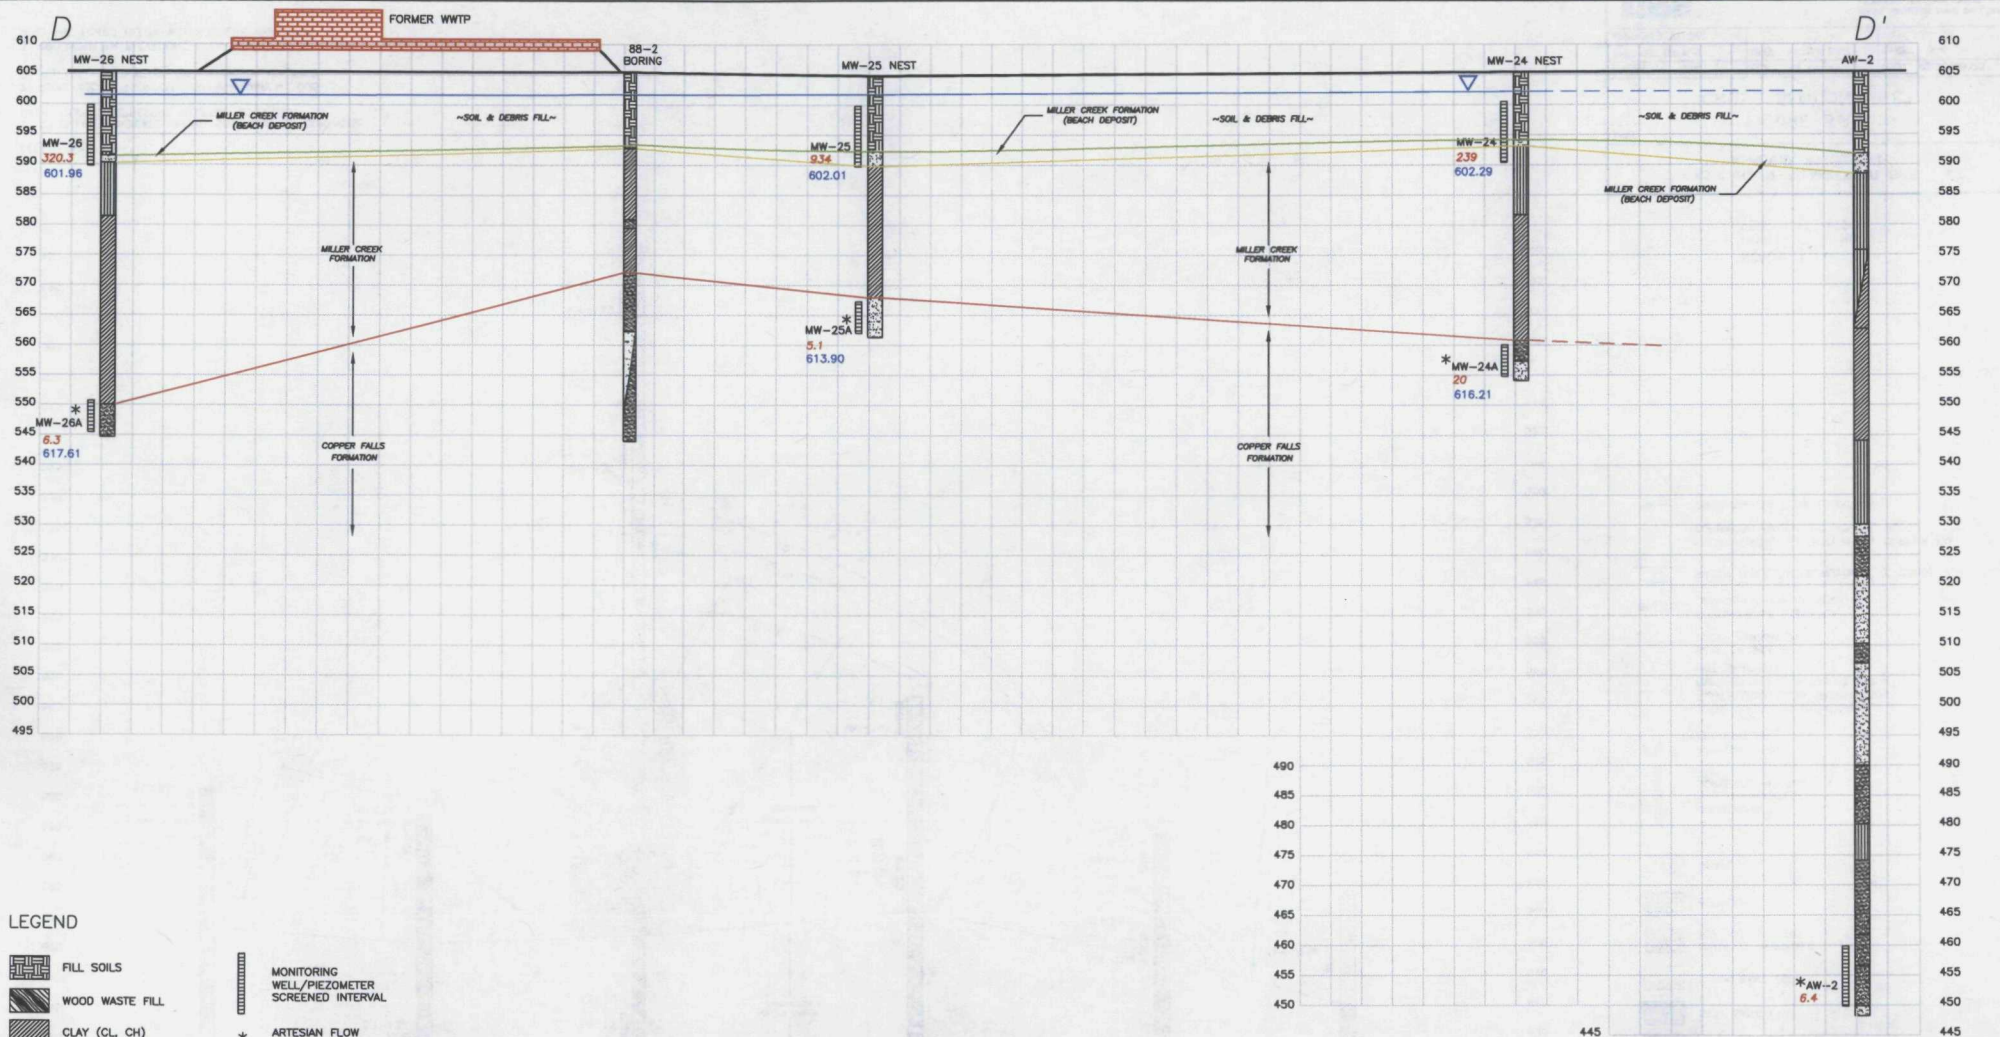 D
FORMER WWTP
D'
610
605
600
595
590
585
580
575
570
565
560
555
550
545
540
535
530
525
520
515
510
505
500
495
MW-26 NEST
88-2
BORING
MW-25 NEST
MW-24 NEST
AW-2
MILLER CREEK FORMATION
(BEACH DEPOSIT)
~SOIL & DEBRIS FILL~
MILLER CREEK FORMATION
(BEACH DEPOSIT)
~SOIL & DEBRIS FILL~
~SOIL & DEBRIS FILL~
MILLER CREEK FORMATION
(BEACH DEPOSIT)
MW-26
320.3
601.96
MW-25
934
602.01
MW-24
239
602.29
MILLER CREEK
FORMATION
MILLER CREEK
FORMATION
*
MW-25A
5.1
613.90
*
MW-24A
20
616.21
*
MW-26A
6.3
617.61
COPPER FALLS
FORMATION
COPPER FALLS
FORMATION
610
605
600
595
590
585
580
575
570
565
560
555
550
545
540
535
530
525
520
515
510
505
500
495
490
485
480
475
470
465
460
455
450
445
490
485
480
475
470
465
460
455
450
445
*AW-2
6.4
LEGEND
FILL SOILS
WOOD WASTE FILL
CLAY (CL, CH)
MONITORING
WELL/PIEZOMETER
SCREENED INTERVAL
* ARTESIAN FLOW